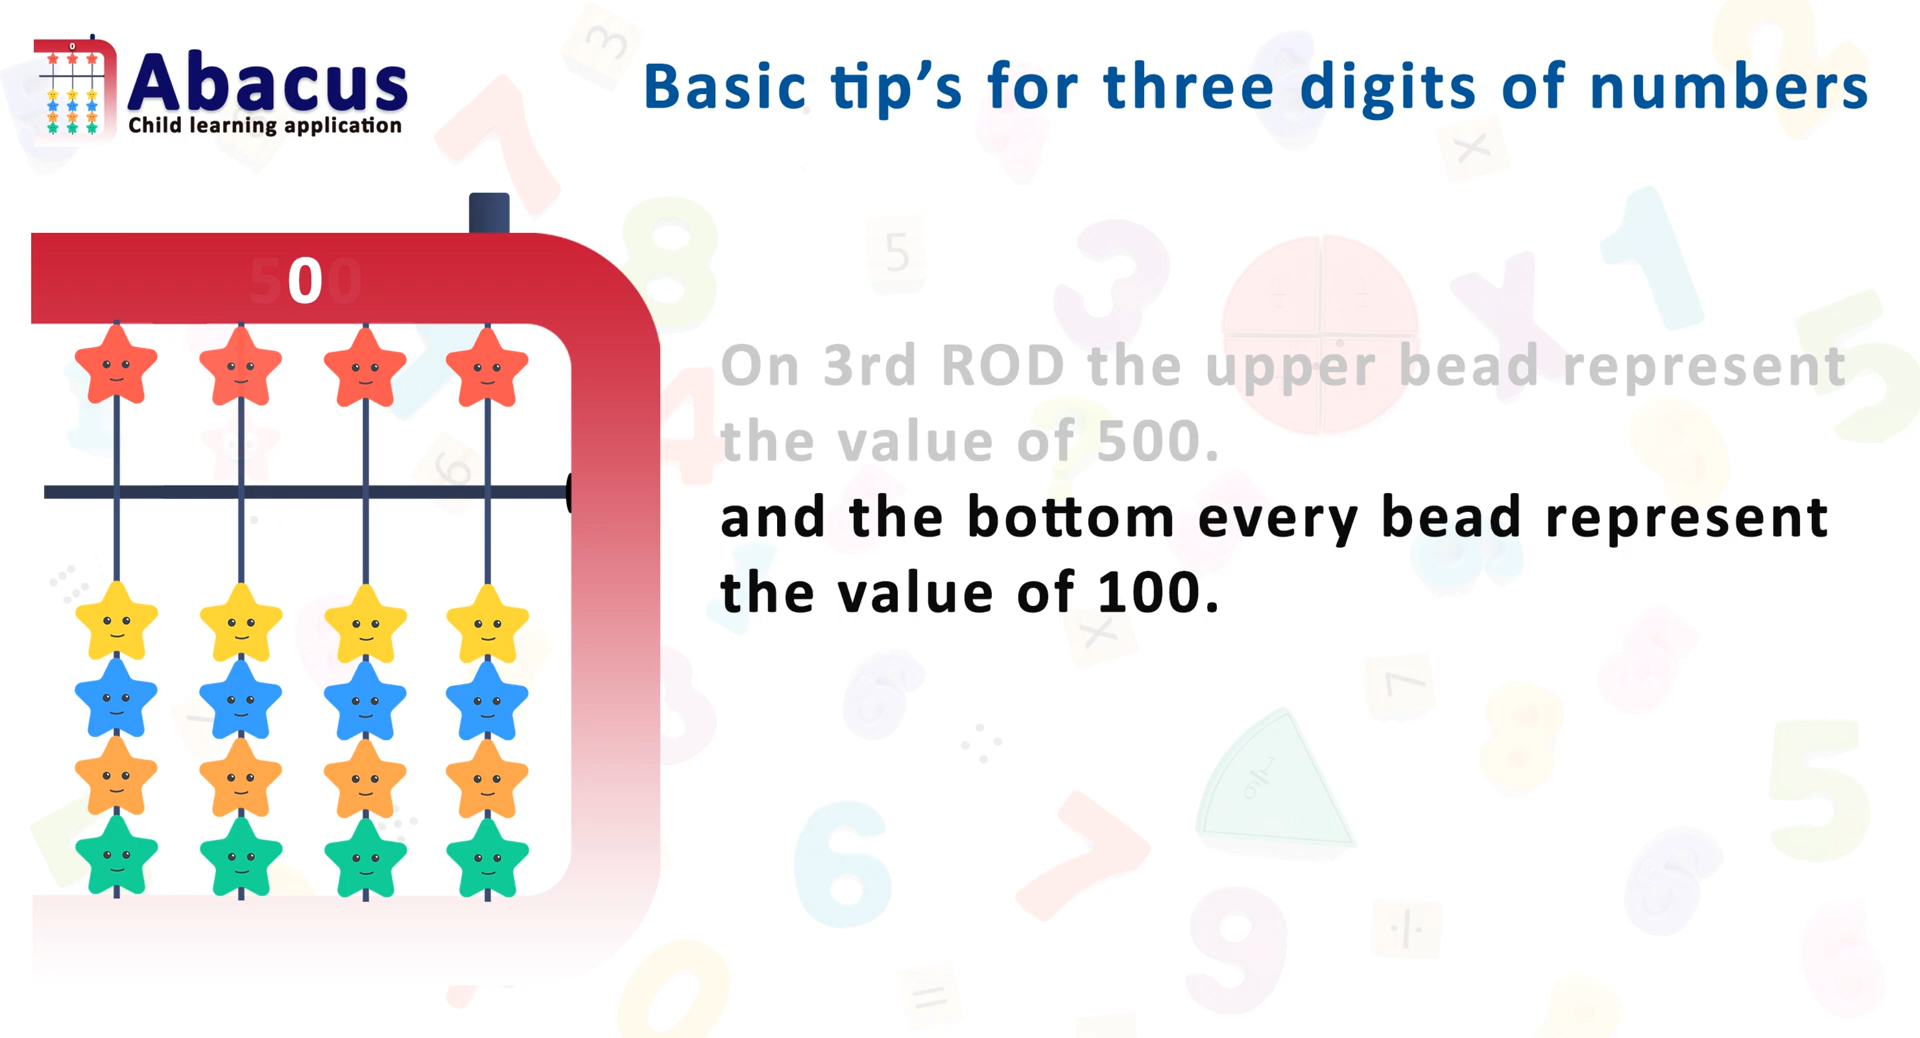 Abacus
Child learning application
Basic tip's for three digits of numbers
0
500
On 3rd ROD the upper bead represent
the value of 500.
and the bottom every bead represent
the value of 100.